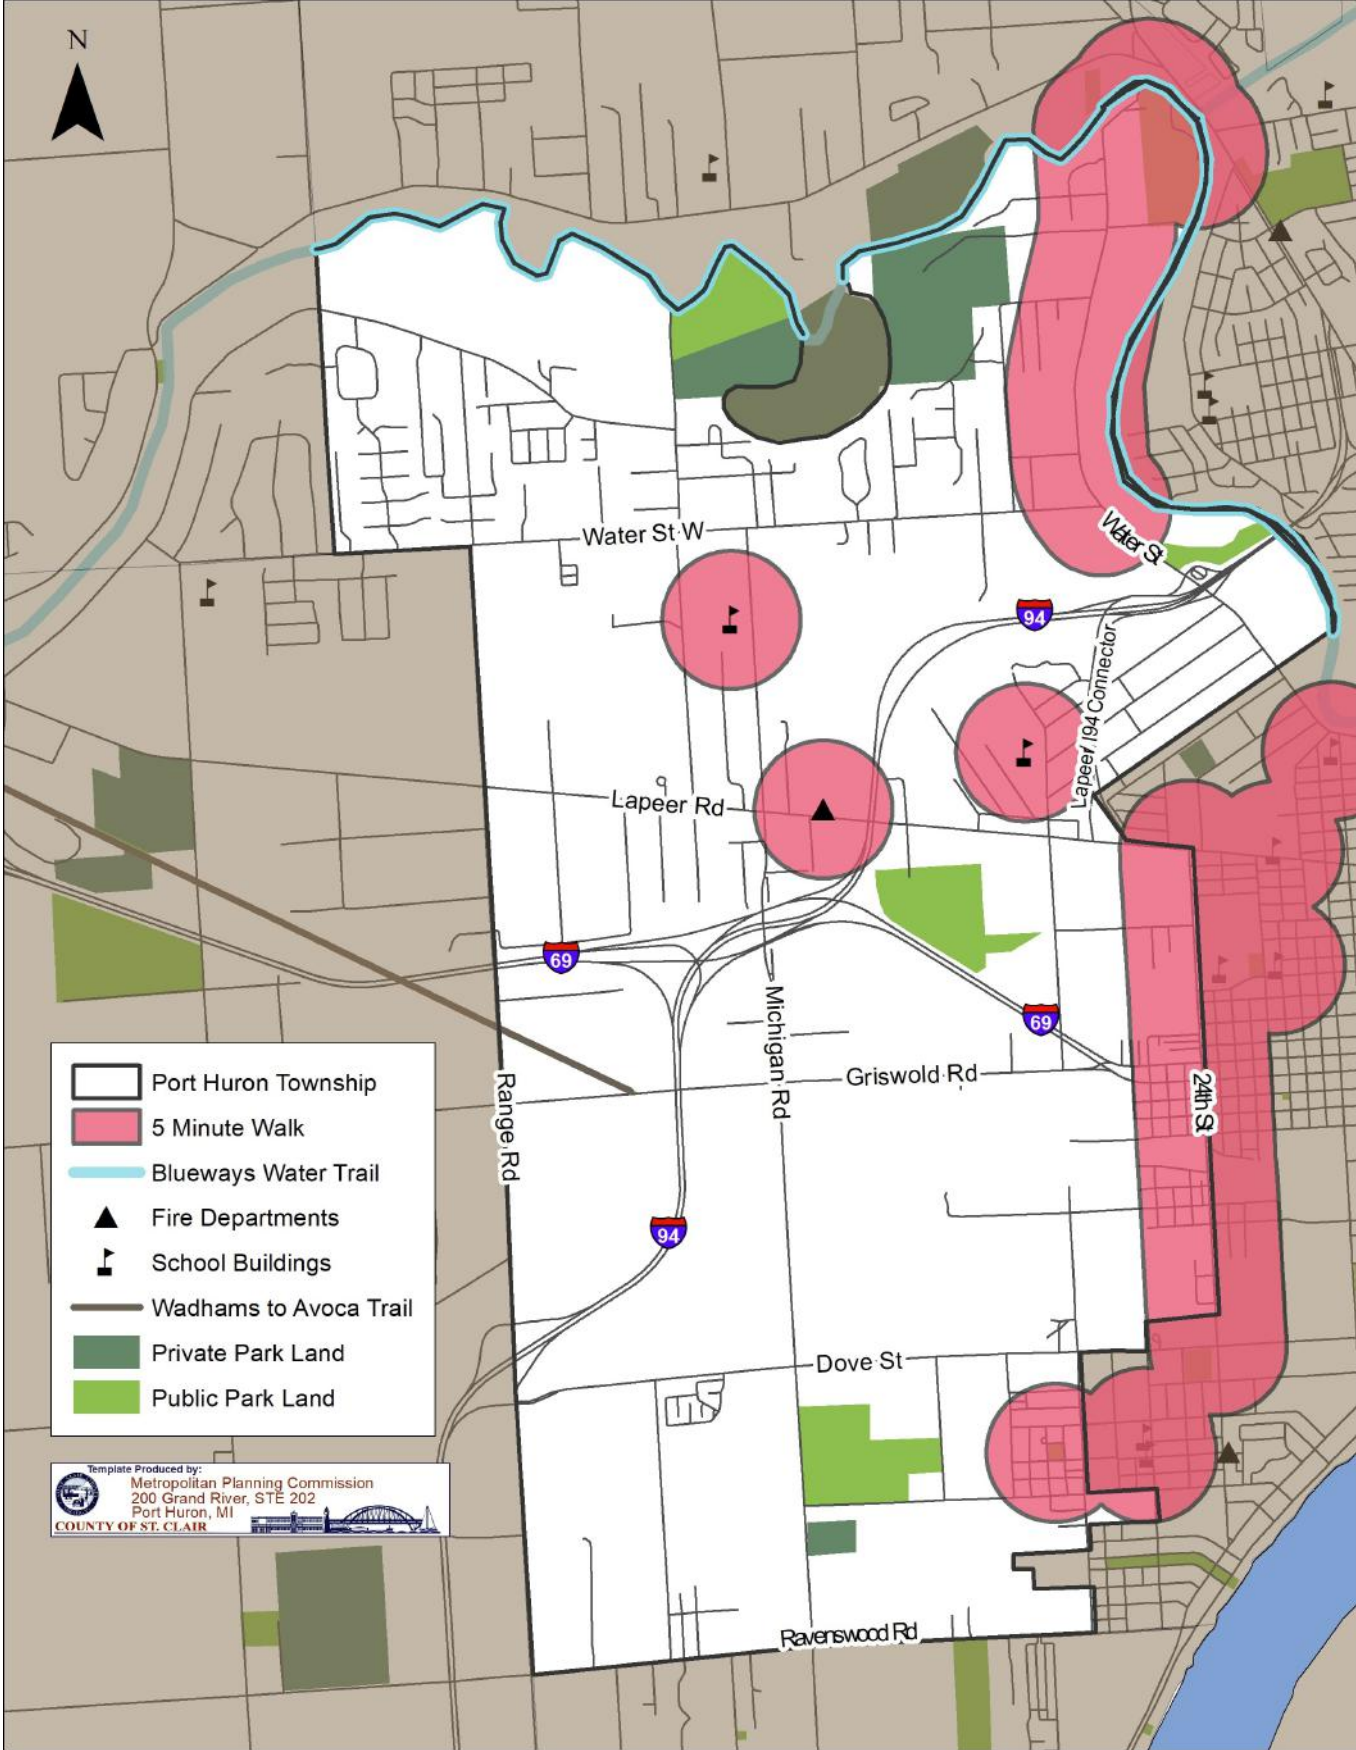 N
Water St W
Water St
94
Lapeer I94 Connector
Lapeer Rd
69
69
Michigan Rd
Griswold Rd
Range Rd
24th St
94
Dove St
Ravenswood Rd
Port Huron Township
5 Minute Walk
Blueways Water Trail
Fire Departments
School Buildings
Wadhams to Avoca Trail
Private Park Land
Public Park Land
Template Produced by:
Metropolitan Planning Commission
200 Grand River, STE 202
Port Huron, MI
COUNTY OF ST. CLAIR